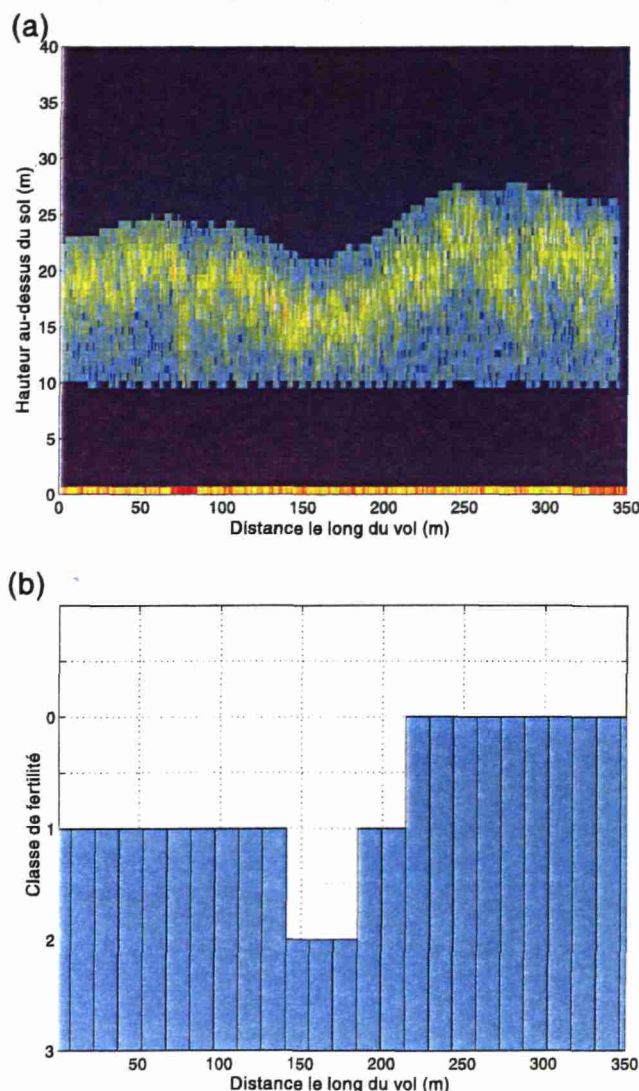 (a)
40
35
30
25
20
15
10
5
0
Hauteur au-dessus du sol (m)
0 50 100 150 200 250 300 350
Distance le long du vol (m)
(b)
0
1
2
3
Classe de fertilité
50 100 150 200 250 300 350
Distance le long du vol (m)